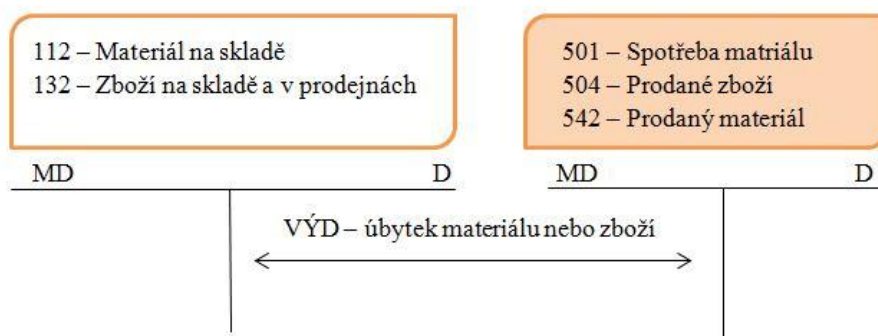 112 – Materiál na skladě
132 – Zboží na skladě a v prodejnách
501 – Spotřeba matriálu
504 – Prodané zboží
542 – Prodaný materiál
MD D
MD D
VÝD – úbytek materiálu nebo zboží